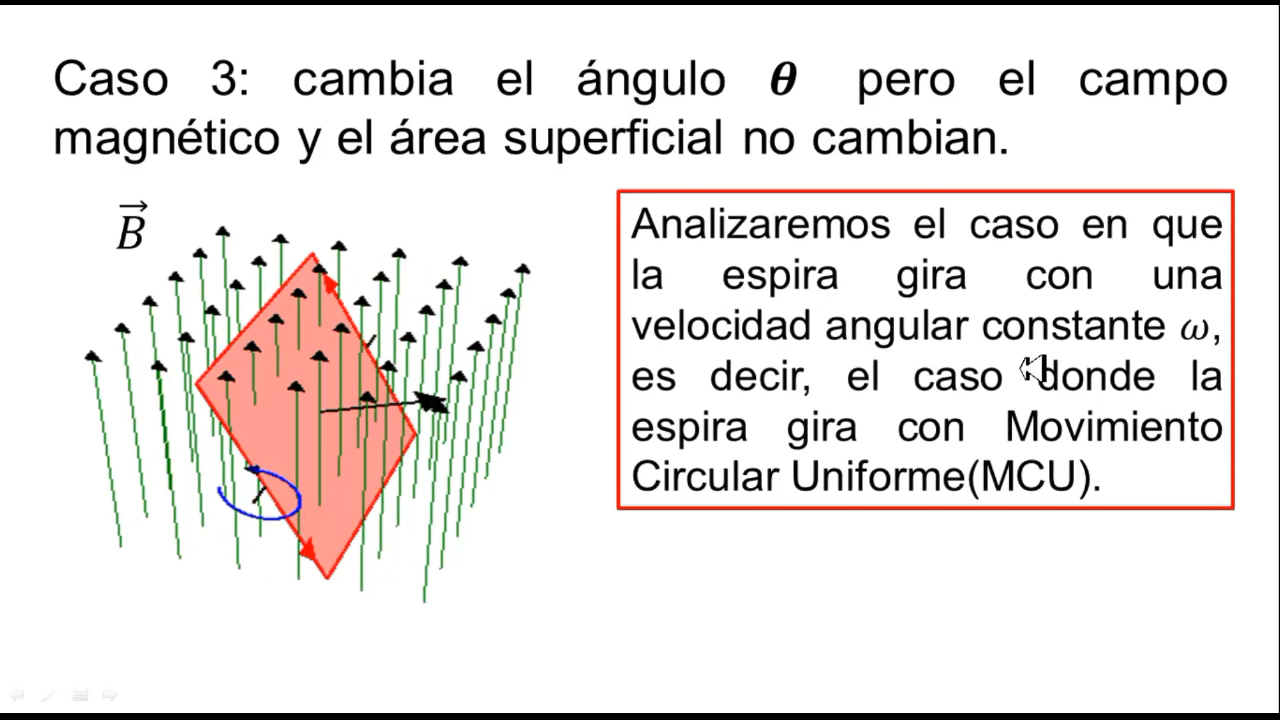 Caso 3: cambia el ángulo θ pero el campo
magnético y el área superficial no cambian.
B⃗
Analizaremos el caso en que
la espira gira con una
velocidad angular constante ω,
es decir, el caso donde la
espira gira con Movimiento
Circular Uniforme(MCU).